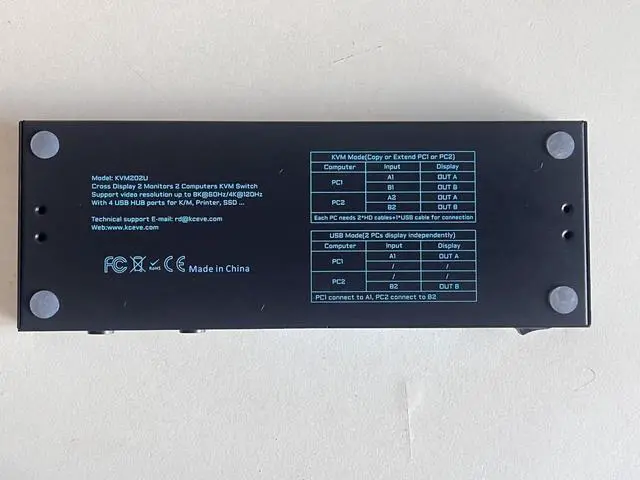 Model: KVM202U
Cross Display 2 Monitors 2 Computers KVM Switch
Support video resolution up to 8K@60Hz/4K@120Hz
With 4 USB HUB ports for K/M, Printer, SSD ...
Technical support E-mail: rd@kceve.com
Web:www.kceve.com
FC RoHS CE Made in China
KVM Mode(Copy or Extend PC1 or PC2)
Computer Input Display
PC1 A1 OUT A
B1 OUT B
PC2 A2 OUT A
B2 OUT B
Each PC needs 2*HD cables+1*USB cable for connection
USB Mode(2 PCs display independently)
Computer Input Display
PC1 A1 OUT A
/ /
PC2 / /
B2 OUT B
PC1 connect to A1, PC2 connect to B2